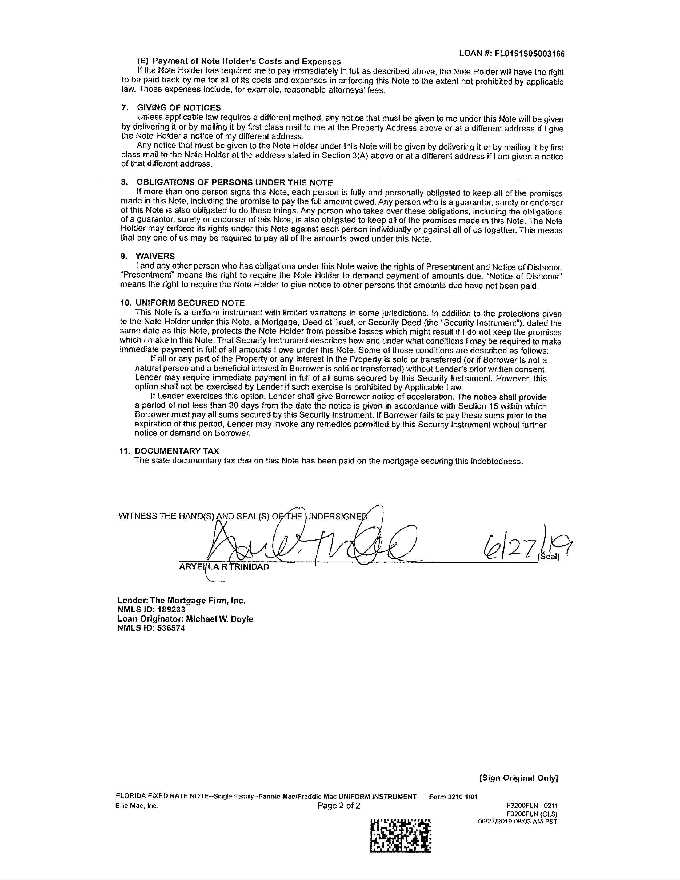 LOAN #: FL0191905003166
(E) Payment of Note Holder's Costs and Expenses
If the Note Holder has required me to pay immediately in full as described above, the Note Holder will have the right
to be paid back by me for all of its costs and expenses in enforcing this Note to the extent not prohibited by applicable
law. Those expenses include, for example, reasonable attorneys' fees.
7. GIVING OF NOTICES
Unless applicable law requires a different method, any notice that must be given to me under this Note will be given
by delivering it or by mailing it by first class mail to me at the Property Address above or at a different address if I give
the Note Holder a notice of my different address.
Any notice that must be given to the Note Holder under this Note will be given by delivering it or by mailing it by first
class mail to the Note Holder at the address stated in Section 3(A) above or at a different address if I am given a notice
of that different address.
8. OBLIGATIONS OF PERSONS UNDER THIS NOTE
If more than one person signs this Note, each person is fully and personally obligated to keep all of the promises
made in this Note, including the promise to pay the full amount owed. Any person who is a guarantor, surety or endorser
of this Note is also obligated to do these things. Any person who takes over these obligations, including the obligations
of a guarantor, surety or endorser of this Note, is also obligated to keep all of the promises made in this Note. The Note
Holder may enforce its rights under this Note against each person individually or against all of us together. This means
that any one of us may be required to pay all of the amounts owed under this Note.
9. WAIVERS
I and any other person who has obligations under this Note waive the rights of Presentment and Notice of Dishonor.
"Presentment" means the right to require the Note Holder to demand payment of amounts due. "Notice of Dishonor"
means the right to require the Note Holder to give notice to other persons that amounts due have not been paid.
10. UNIFORM SECURED NOTE
This Note is a uniform instrument with limited variations in some jurisdictions. In addition to the protections given
to the Note Holder under this Note, a Mortgage, Deed of Trust, or Security Deed (the "Security Instrument"), dated the
same date as this Note, protects the Note Holder from possible losses which might result if I do not keep the promises
which I make in this Note. That Security Instrument describes how and under what conditions I may be required to make
immediate payment in full of all amounts I owe under this Note. Some of those conditions are described as follows:
If all or any part of the Property or any Interest in the Property is sold or transferred (or if Borrower is not a
natural person and a beneficial interest in Borrower is sold or transferred) without Lender's prior written consent,
Lender may require immediate payment in full of all sums secured by this Security Instrument. However, this
option shall not be exercised by Lender if such exercise is prohibited by Applicable Law.
If Lender exercises this option, Lender shall give Borrower notice of acceleration. The notice shall provide
a period of not less than 30 days from the date the notice is given in accordance with Section 15 within which
Borrower must pay all sums secured by this Security Instrument. If Borrower fails to pay these sums prior to the
expiration of this period, Lender may invoke any remedies permitted by this Security Instrument without further
notice or demand on Borrower.
11. DOCUMENTARY TAX
The state documentary tax due on this Note has been paid on the mortgage securing this indebtedness.
WITNESS THE HAND(S) AND SEAL(S) OF THE UNDERSIGNED
6/27/19
(Seal)
TRINIDAD
Lender: The Mortgage Firm, Inc.
NMLS ID: 189233
Loan Originator: Michael W. Doyle
NMLS ID: 536574
[Sign Original Only]
FLORIDA FIXED RATE NOTE--Single Family--Fannie Mae/Freddie Mac UNIFORM INSTRUMENT Form 3210 1/01
Ellie Mae, Inc. Page 2 of 2
F3200FLN 0211
F3200FLN (CLS)